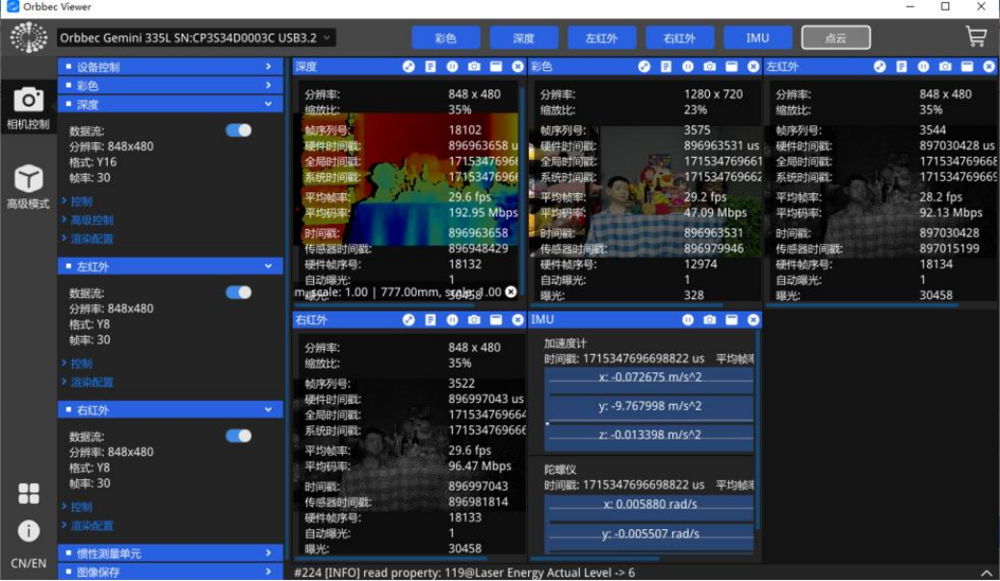 Orbbec Viewer
Orbbec Gemini 335L SN:CP3S34D0003C USB3.2
彩色
深度
左红外
右红外
IMU
点云
相机控制
高级模式
CN/EN
设备控制
彩色
深度
数据流:
分辨率: 848x480
格式: Y16
帧率: 30
控制
高级控制
渲染配置
左红外
数据流:
分辨率: 848x480
格式: Y8
帧率: 30
控制
渲染配置
右红外
数据流:
分辨率: 848x480
格式: Y8
帧率: 30
控制
渲染配置
惯性测量单元
图像保存
深度
分辨率: 848 x 480
缩放比: 35%
帧序列号: 18102
硬件时间戳: 896963658 u
全局时间戳: 17153476966
系统时间戳: 1715347696
平均帧率: 29.6 fps
平均码率: 192.95 Mbps
时间戳: 896963658
传感器时间戳: 896948429
硬件帧序号: 18132
自动曝光: 1
scale: 1.00 | 777.00mm, scale: 1.00
曝光: 30458
彩色
分辨率: 1280 x 720
缩放比: 23%
帧序列号: 3575
硬件时间戳: 896963531 us
全局时间戳: 171534769661
系统时间戳: 171534769662
平均帧率: 29.2 fps
平均码率: 47.09 Mbps
时间戳: 896963531
传感器时间戳: 896979946
硬件帧序号: 12974
自动曝光: 1
曝光: 328
左红外
分辨率: 848 x 480
缩放比: 35%
帧序列号: 3544
硬件时间戳: 897030428 us
全局时间戳: 171534769668
系统时间戳: 171534769669
平均帧率: 28.2 fps
平均码率: 92.13 Mbps
时间戳: 897030428
传感器时间戳: 897015199
硬件帧序号: 18134
自动曝光: 1
曝光: 30458
右红外
分辨率: 848 x 480
缩放比: 35%
帧序列号: 3522
硬件时间戳: 896997043 us
全局时间戳: 171534769664
系统时间戳: 171534769666
平均帧率: 29.6 fps
平均码率: 96.47 Mbps
时间戳: 896997043
传感器时间戳: 896981814
硬件帧序号: 18133
自动曝光: 1
曝光: 30458
IMU
加速度计
时间戳: 1715347696698822 us 平均帧率
x: -0.072675 m/s^2
y: -9.767998 m/s^2
z: -0.013398 m/s^2
陀螺仪
时间戳: 1715347696698822 us 平均帧率
x: 0.005880 rad/s
y: -0.005507 rad/s
#224 [INFO] read property: 119@Laser Energy Actual Level -> 6